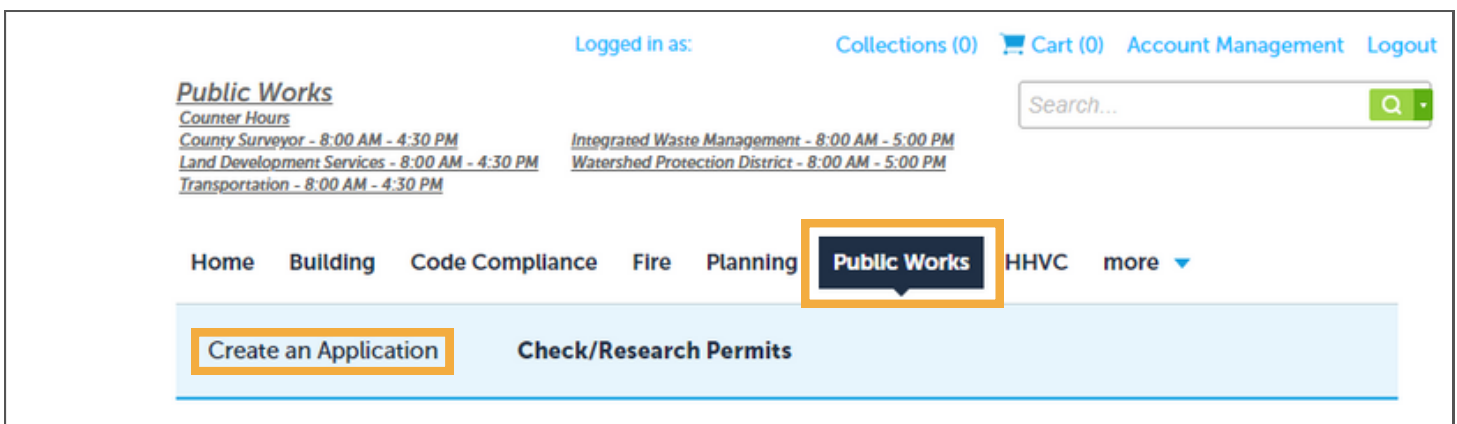 Logged in as: Collections (0) Cart (0) Account Management Logout
Public Works
Search...
Counter Hours
County Surveyor - 8:00 AM - 4:30 PM Integrated Waste Management - 8:00 AM - 5:00 PM
Land Development Services - 8:00 AM - 4:30 PM Watershed Protection District - 8:00 AM - 5:00 PM
Transportation - 8:00 AM - 4:30 PM
Home Building Code Compliance Fire Planning Public Works HHVC more
Create an Application Check/Research Permits